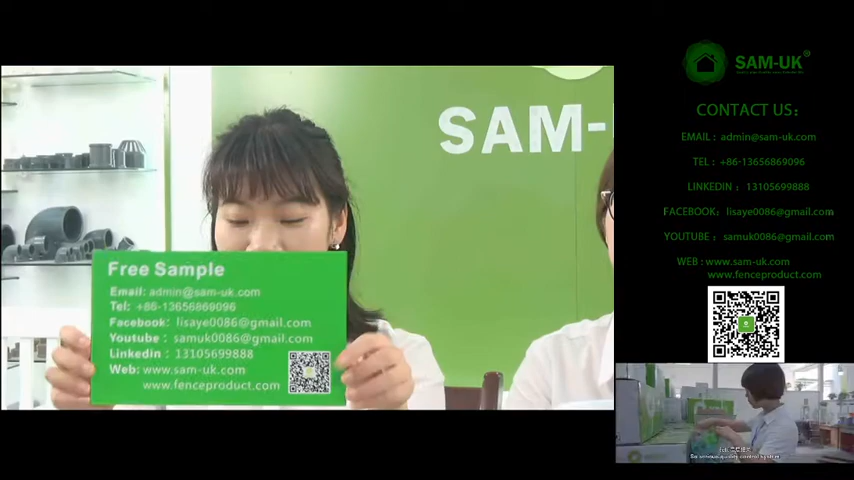 SAM-
Free Sample
Email: admin@sam-uk.com
Tel: +86-13656869096
Facebook: lisaye0086@gmail.com
Youtube: samuk0086@gmail.com
Linkedin: 13105699888
Web: www.sam-uk.com
www.fenceproduct.com
SAM-UK®
CONTACT US:
EMAIL : admin@sam-uk.com
TEL : +86-13656869096
LINKEDIN : 13105699888
FACEBOOK: lisaye0086@gmail.com
YOUTUBE : samuk0086@gmail.com
WEB : www.sam-uk.com
www.fenceproduct.com